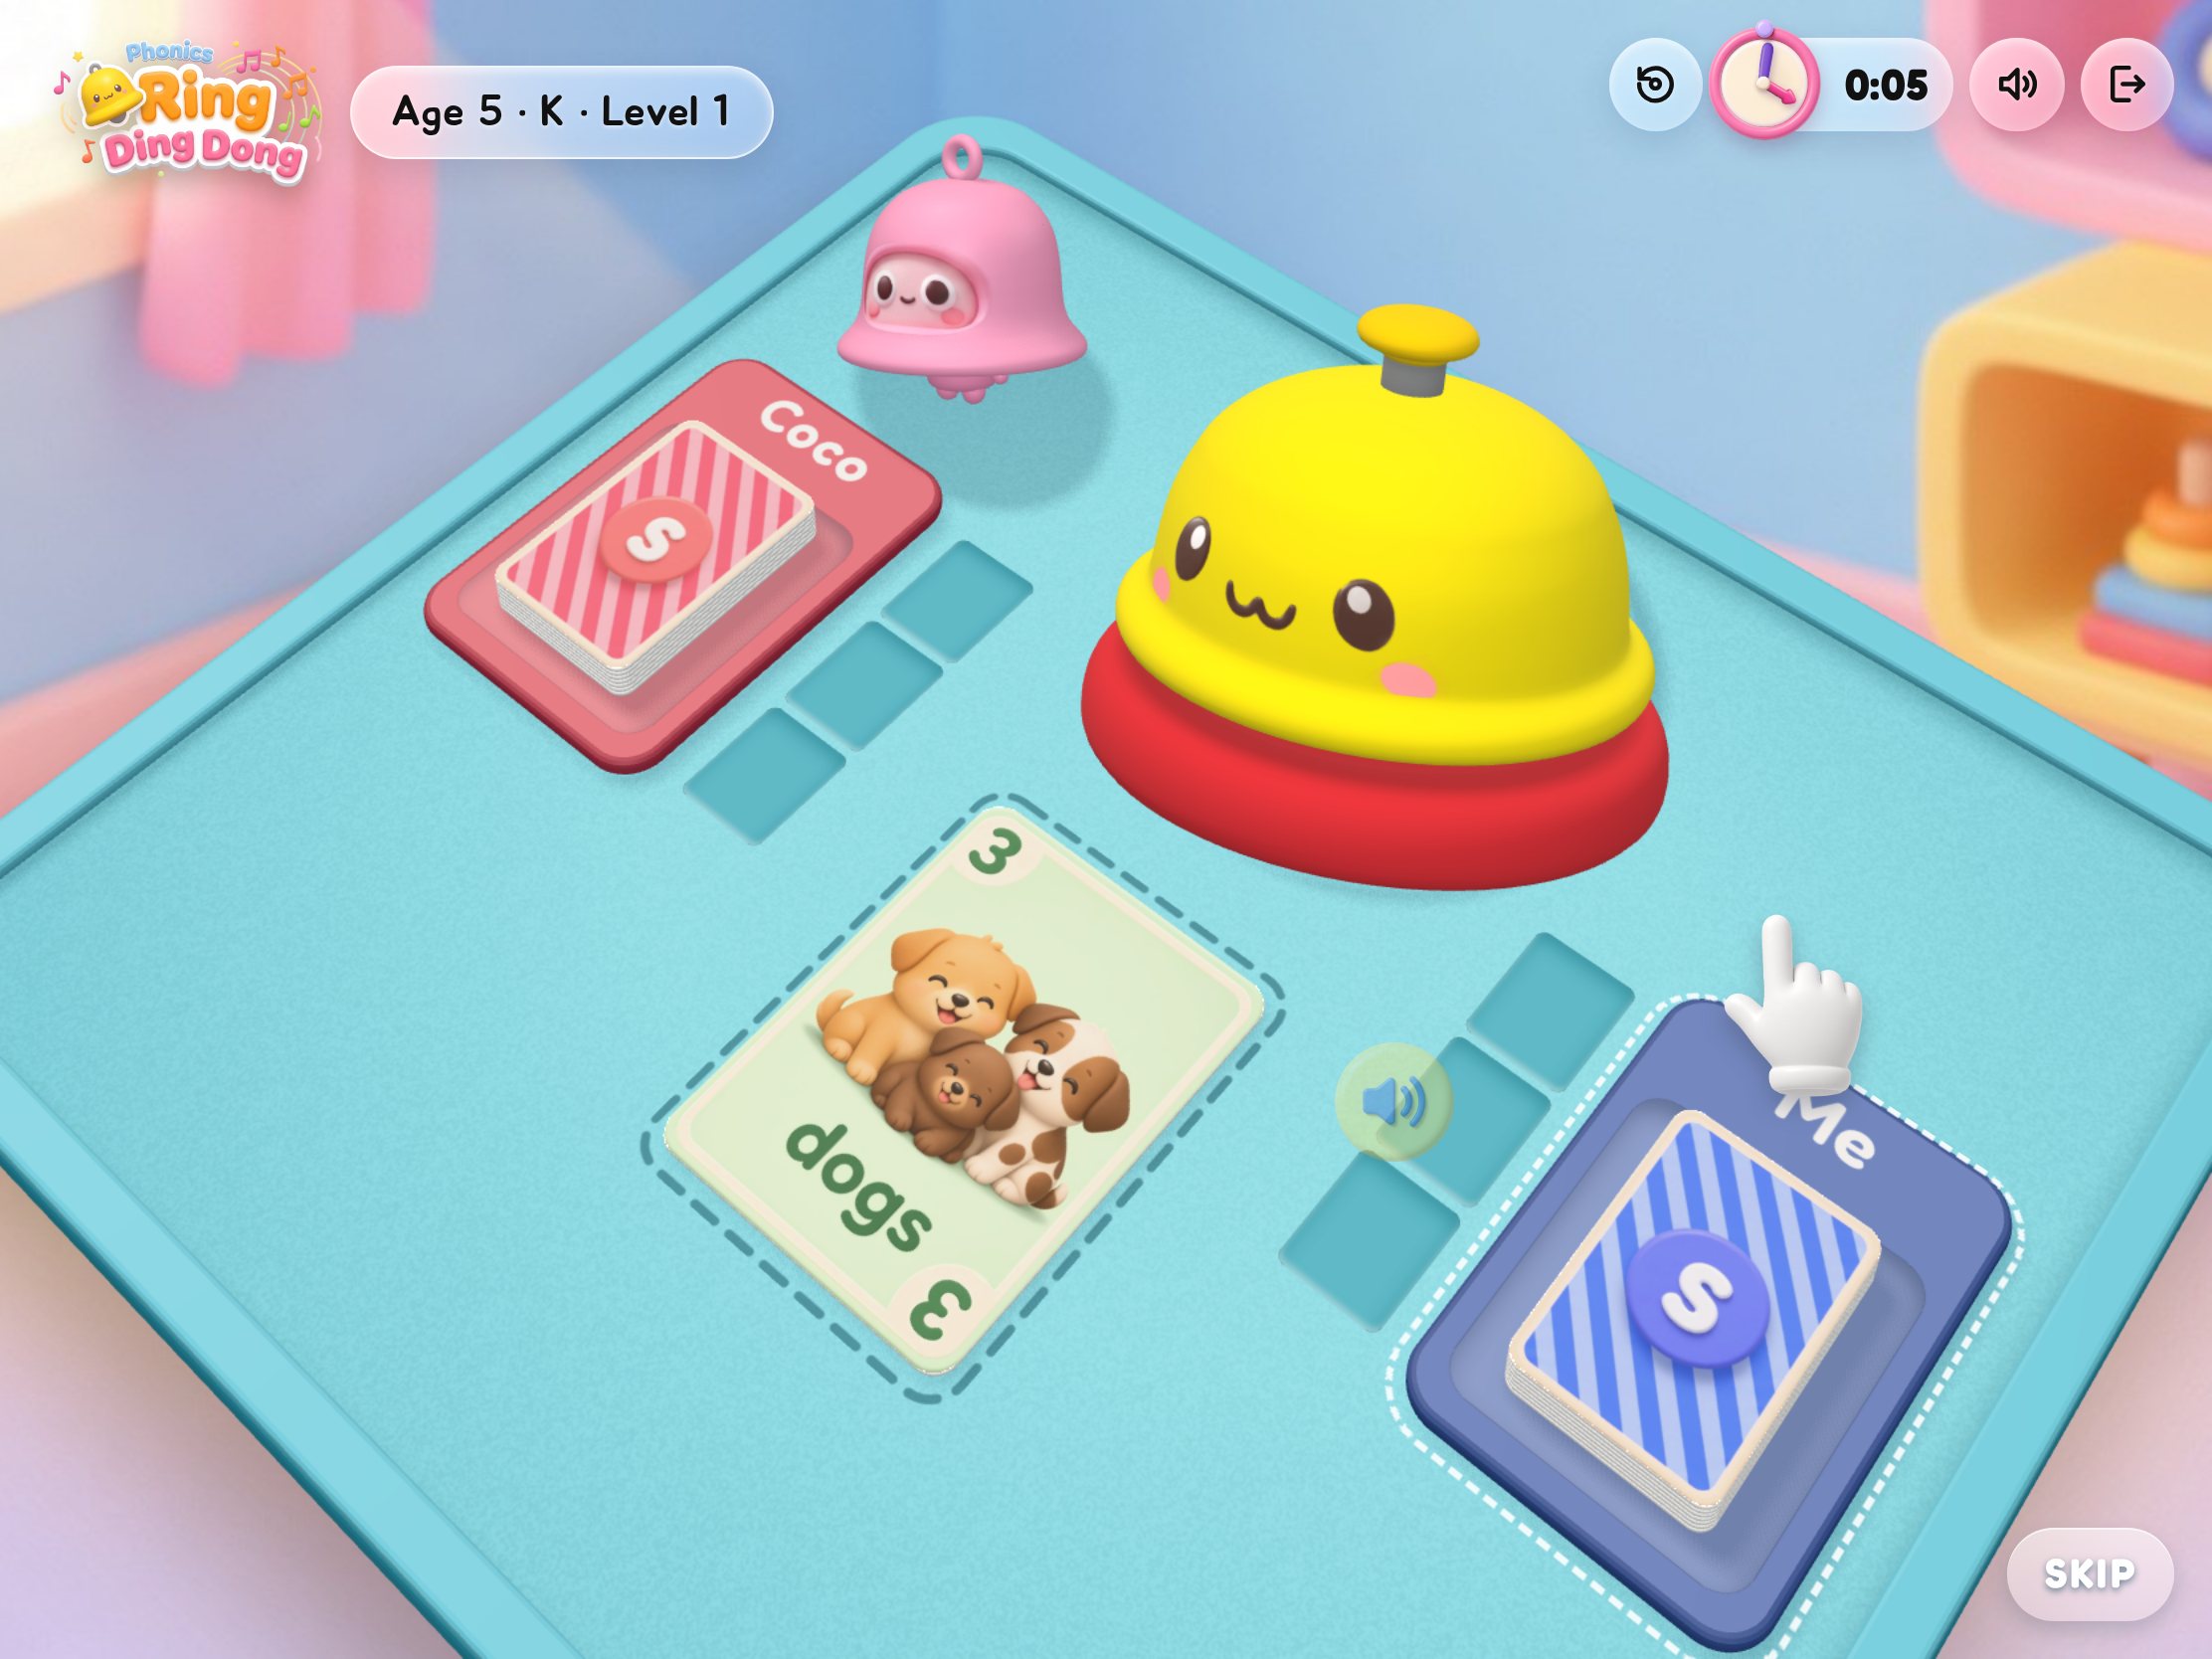 Phonics
Ring
Ding Dong
Age 5 · K · Level 1
0:05
Coco
S
3
dogs
3
Me
S
SKIP